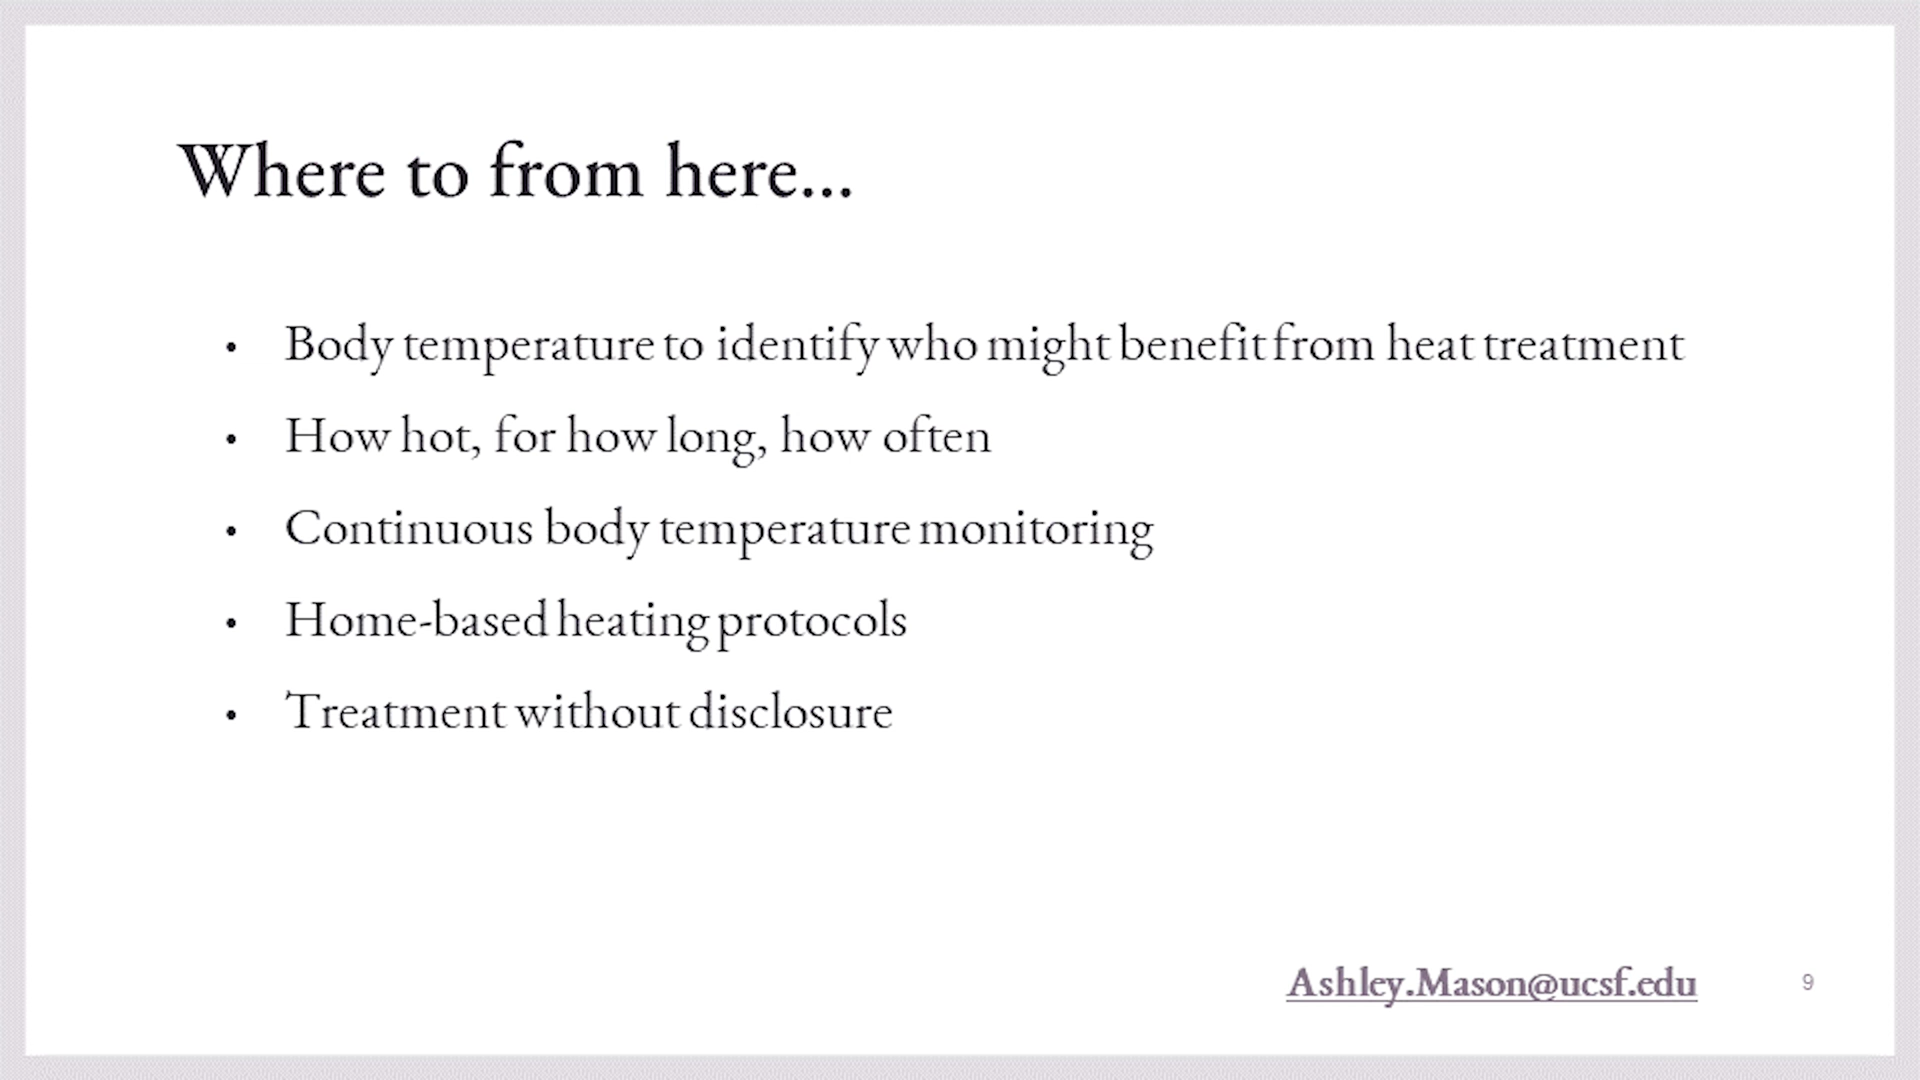 Where to from here...
• Body temperature to identify who might benefit from heat treatment
• How hot, for how long, how often
• Continuous body temperature monitoring
• Home-based heating protocols
• Treatment without disclosure
Ashley.Mason@ucsf.edu
9